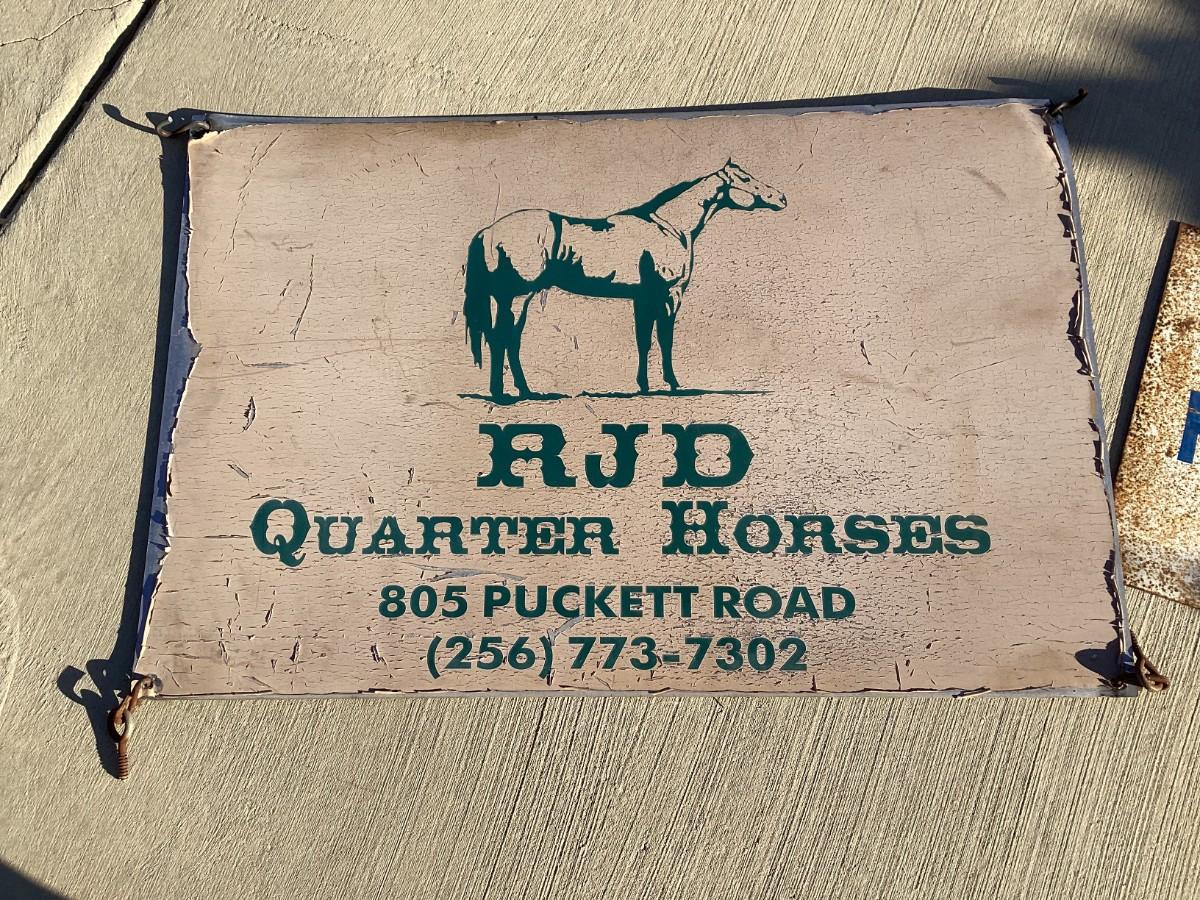 RJD
QUARTER HORSES
805 PUCKETT ROAD
(256) 773-7302